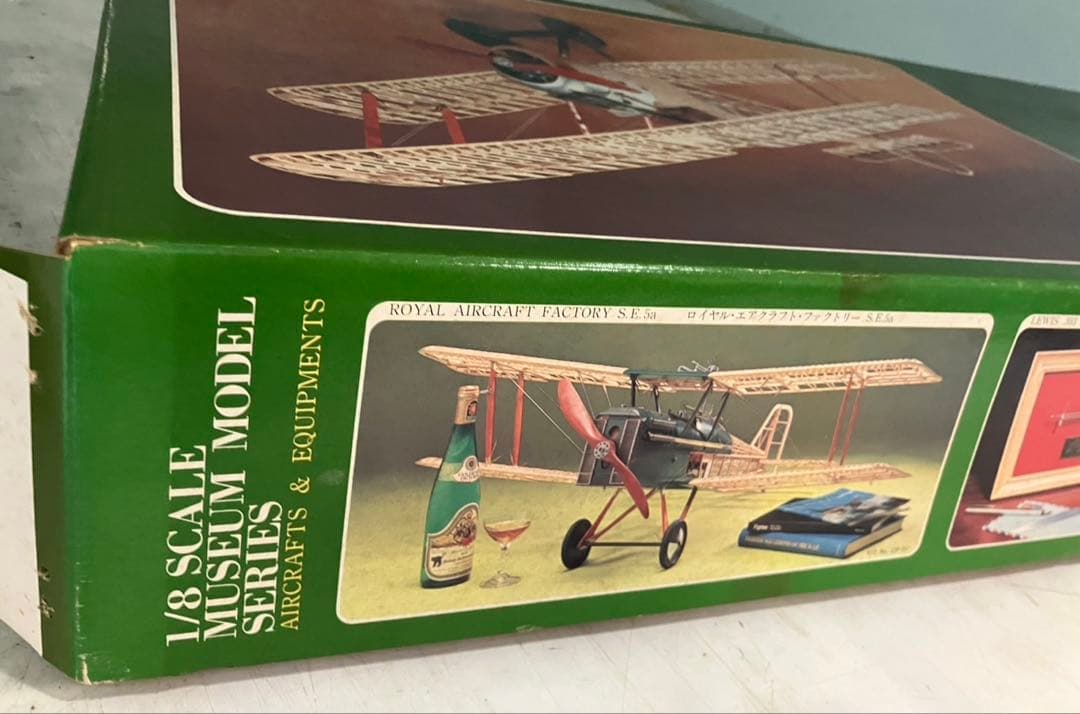 1/8 SCALE
MUSEUM MODEL
SERIES
AIRCRAFTS & EQUIPMENTS
ROYAL AIRCRAFT FACTORY S.E.5a ロイヤル・エアクラフト・ファクトリー S.E.5a
LEWIS .303